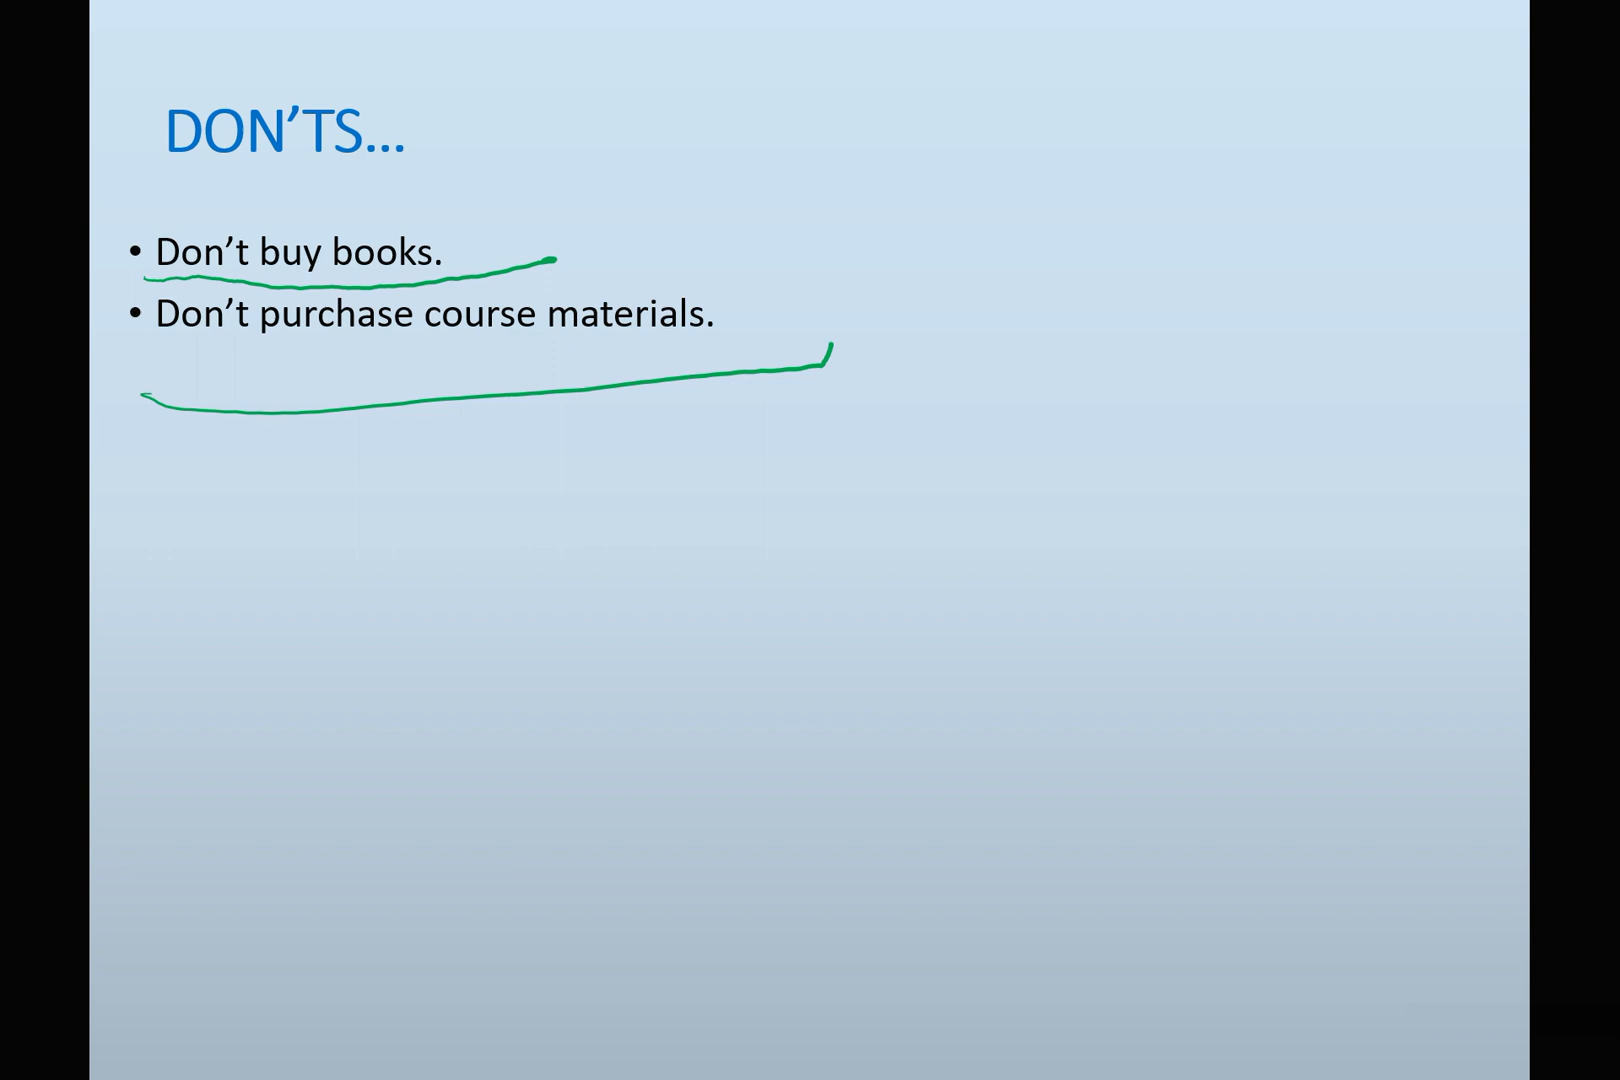 DON’TS...
• Don’t buy books.
• Don’t purchase course materials.